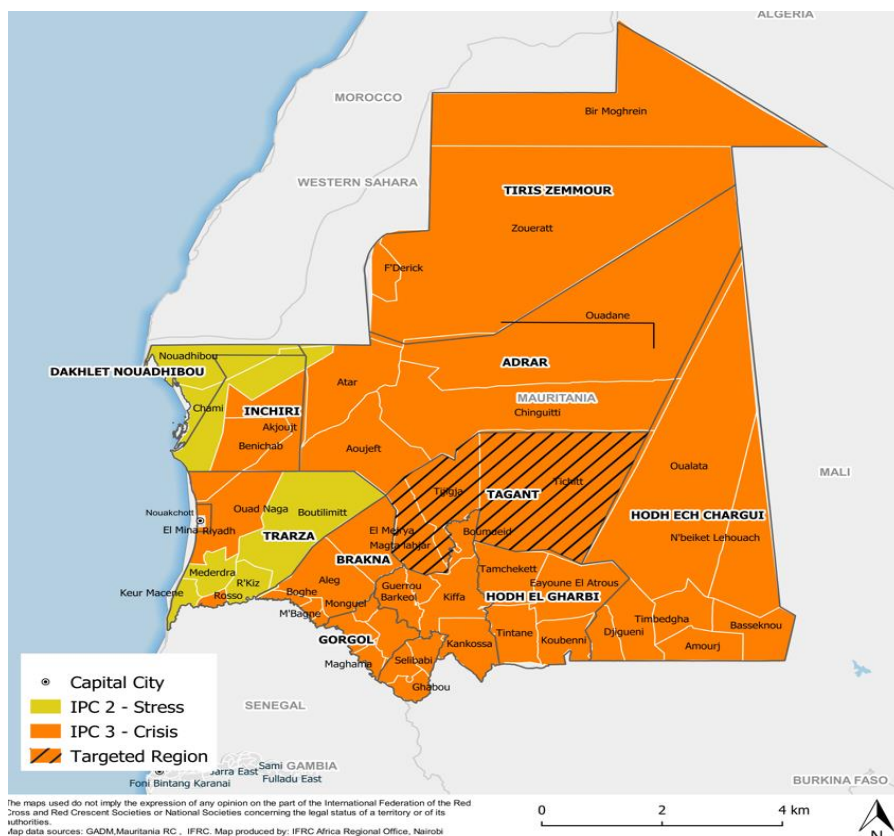 ALGERIA
MOROCCO
Bir Moghrein
WESTERN SAHARA
TIRIS ZEMMOUR
Zoueratt
F'Derick
Ouadane
Nouadhibou
DAKHLET NOUADHIBOU
ADRAR
Atar
MAURITANIA
Chami
INCHIRI
Chinguitti
Akjoujt
Benichab
Aoujeft
Oualata
MALI
Tijigja
Tichitt
TAGANT
Nouakchott
Ouad Naga
Boutilimitt
HODH ECH CHARGUI
El Mina
Riyadh
TRARZA
El Mejrya
Boumdeid
N'beiket Lehouach
Magta lahjar
BRAKNA
Mederdra
Tamchekett
R'Kiz
Aleg
Guerrou
Eayoune El Atrous
Keur Macene
Rosso
Boghe
Barkeol
Kiffa
HODH EL GHARBI
Monguel
M'Bagne
Timbedgha
Basseknou
GORGOL
Tintane
Djigueni
Kankossa
Koubenni
Amourj
Maghama
Selibabi
Ghabou
Capital City
IPC 2 - Stress
IPC 3 - Crisis
Targeted Region
SENEGAL
GAMBIA
Sami
arra East
Fulladu East
Foni Bintang Karanai
BURKINA FASO
The maps used do not imply the expression of any opinion on the part of the International Federation of the Red
Cross and Red Crescent Societies or National Societies concerning the legal status of a territory or of its
authorities.
Map data sources: GADM,Mauritania RC , IFRC. Map produced by: IFRC Africa Regional Office, Nairobi
0 2 4 km
N